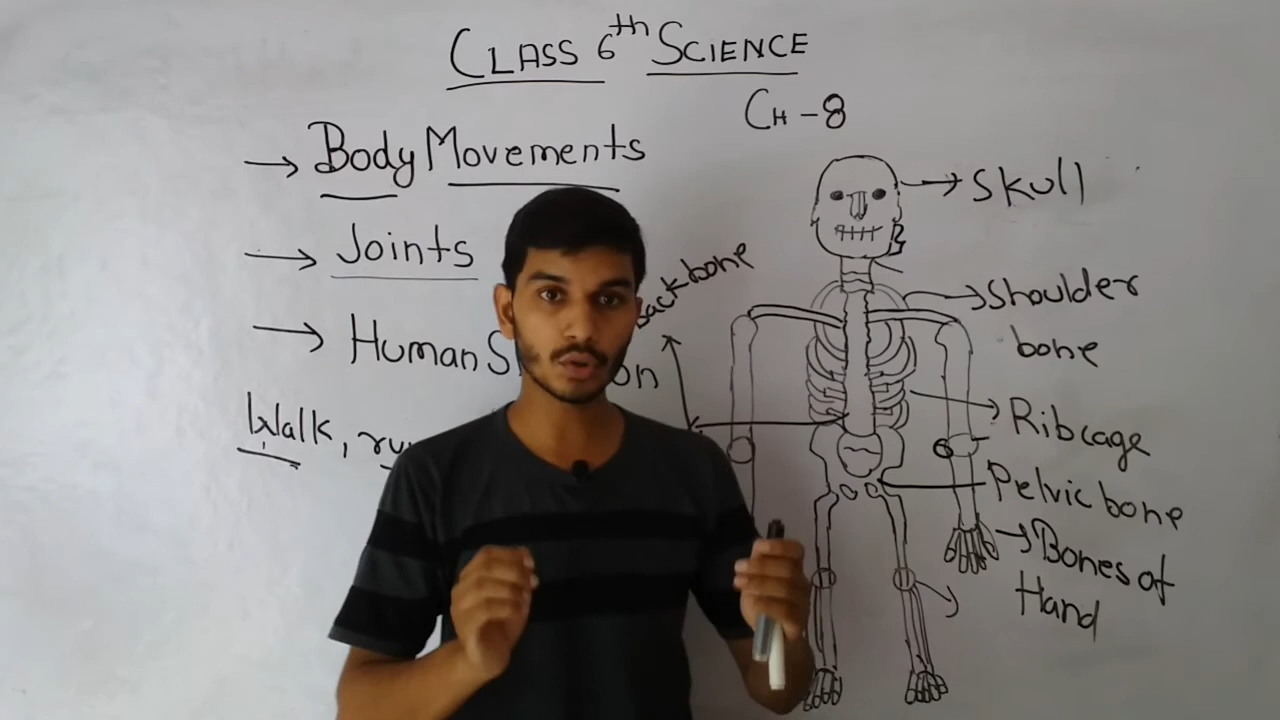 CLASS 6th SCIENCE
CH-8
→ Body Movements
→ Joints
→ Human
Walk,
backbone
Skull
Shoulder
bone
Ribcage
Pelvic bone
Bones of
Hand